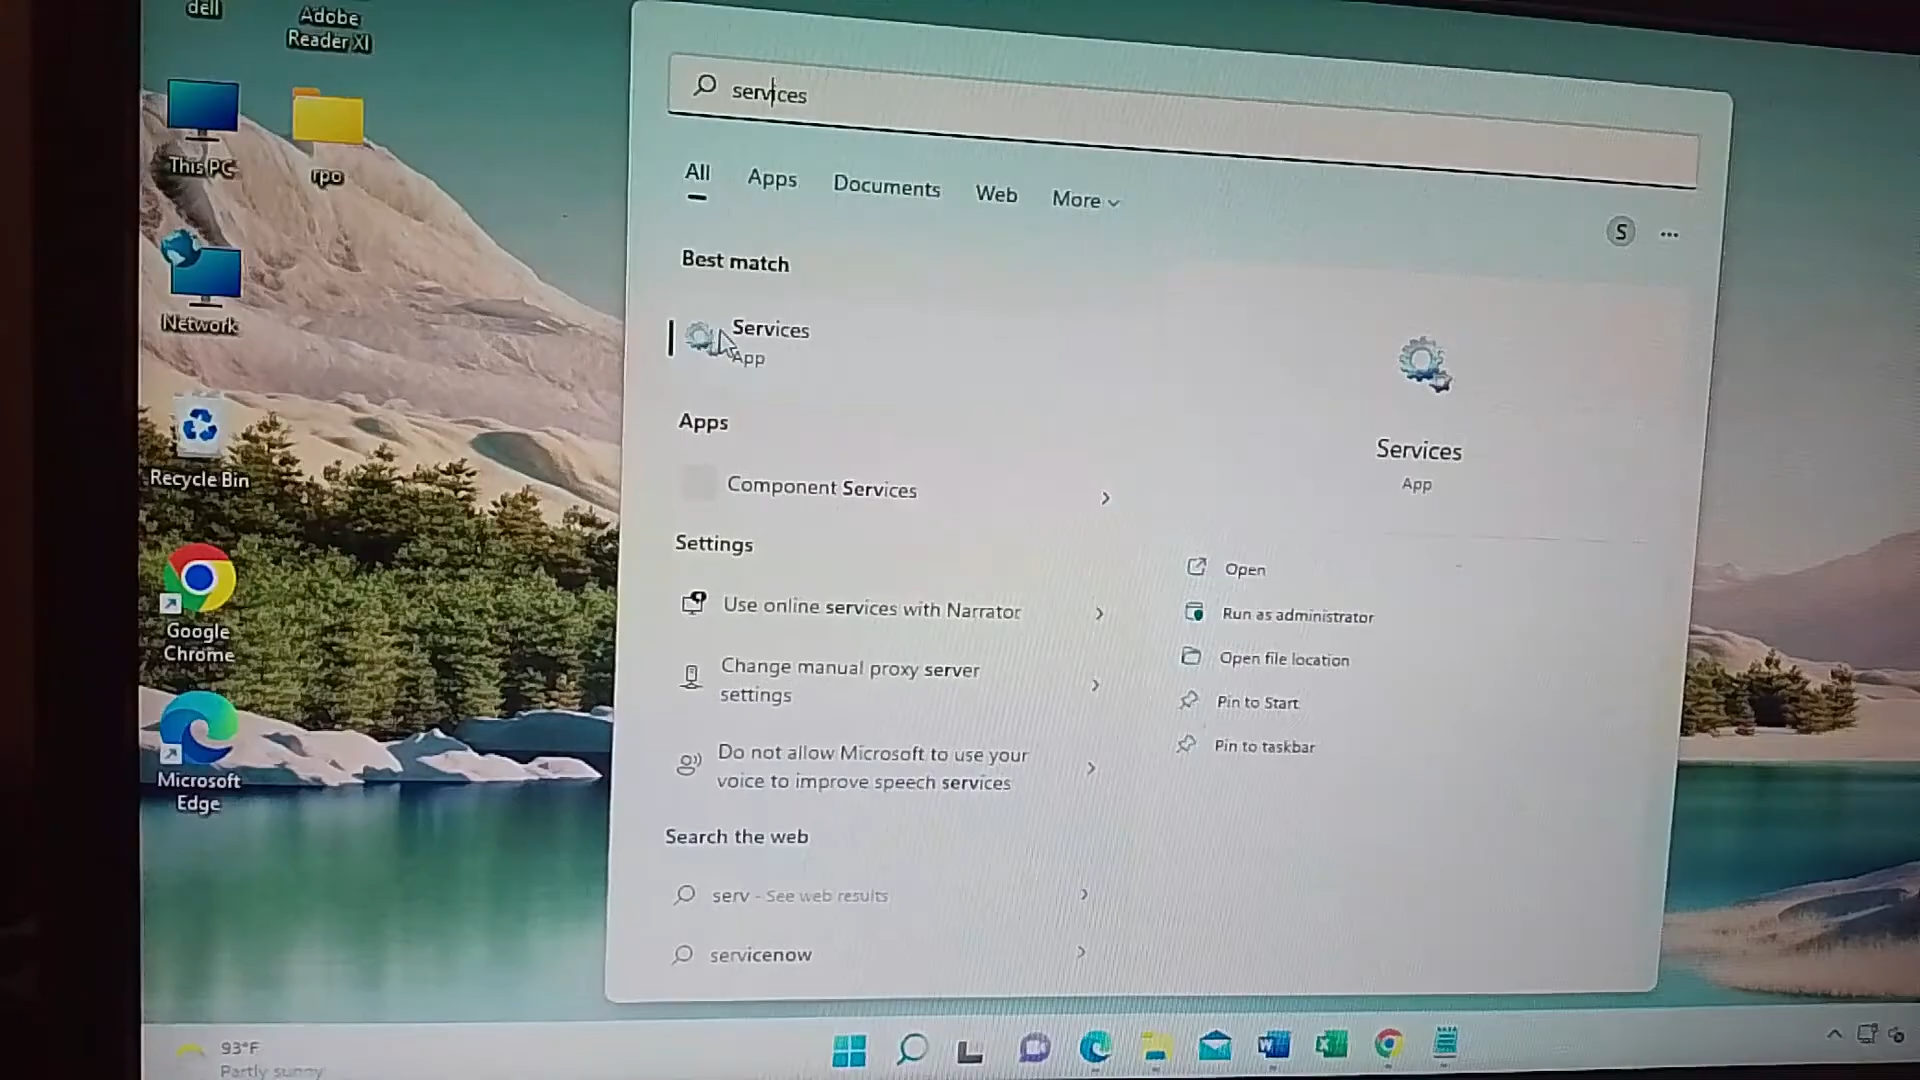 dell
Adobe
Reader XI
This PC
rpo
Network
Recycle Bin
Google
Chrome
Microsoft
Edge
services
All
Apps
Documents
Web
More
S
Best match
Services
App
Apps
Component Services
Settings
Use online services with Narrator
Change manual proxy server
settings
Do not allow Microsoft to use your
voice to improve speech services
Search the web
serv - See web results
servicenow
Services
App
Open
Run as administrator
Open file location
Pin to Start
Pin to taskbar
93°F
Partly sunny